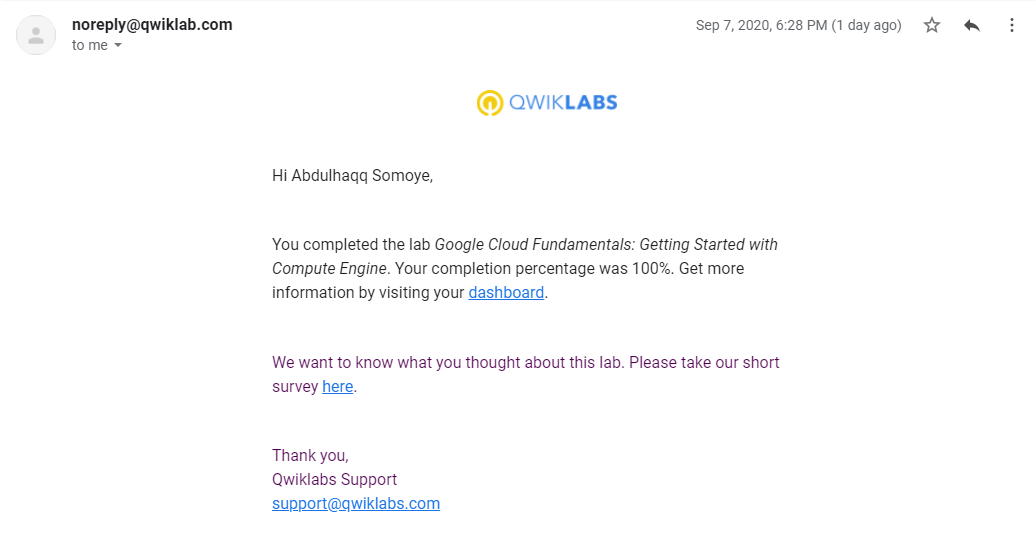 noreply@qwiklab.com
Sep 7, 2020, 6:28 PM (1 day ago)
to me
QWIKLABS
Hi Abdulhaqq Somoye,
You completed the lab Google Cloud Fundamentals: Getting Started with
Compute Engine. Your completion percentage was 100%. Get more
information by visiting your dashboard.
We want to know what you thought about this lab. Please take our short
survey here.
Thank you,
Qwiklabs Support
support@qwiklabs.com